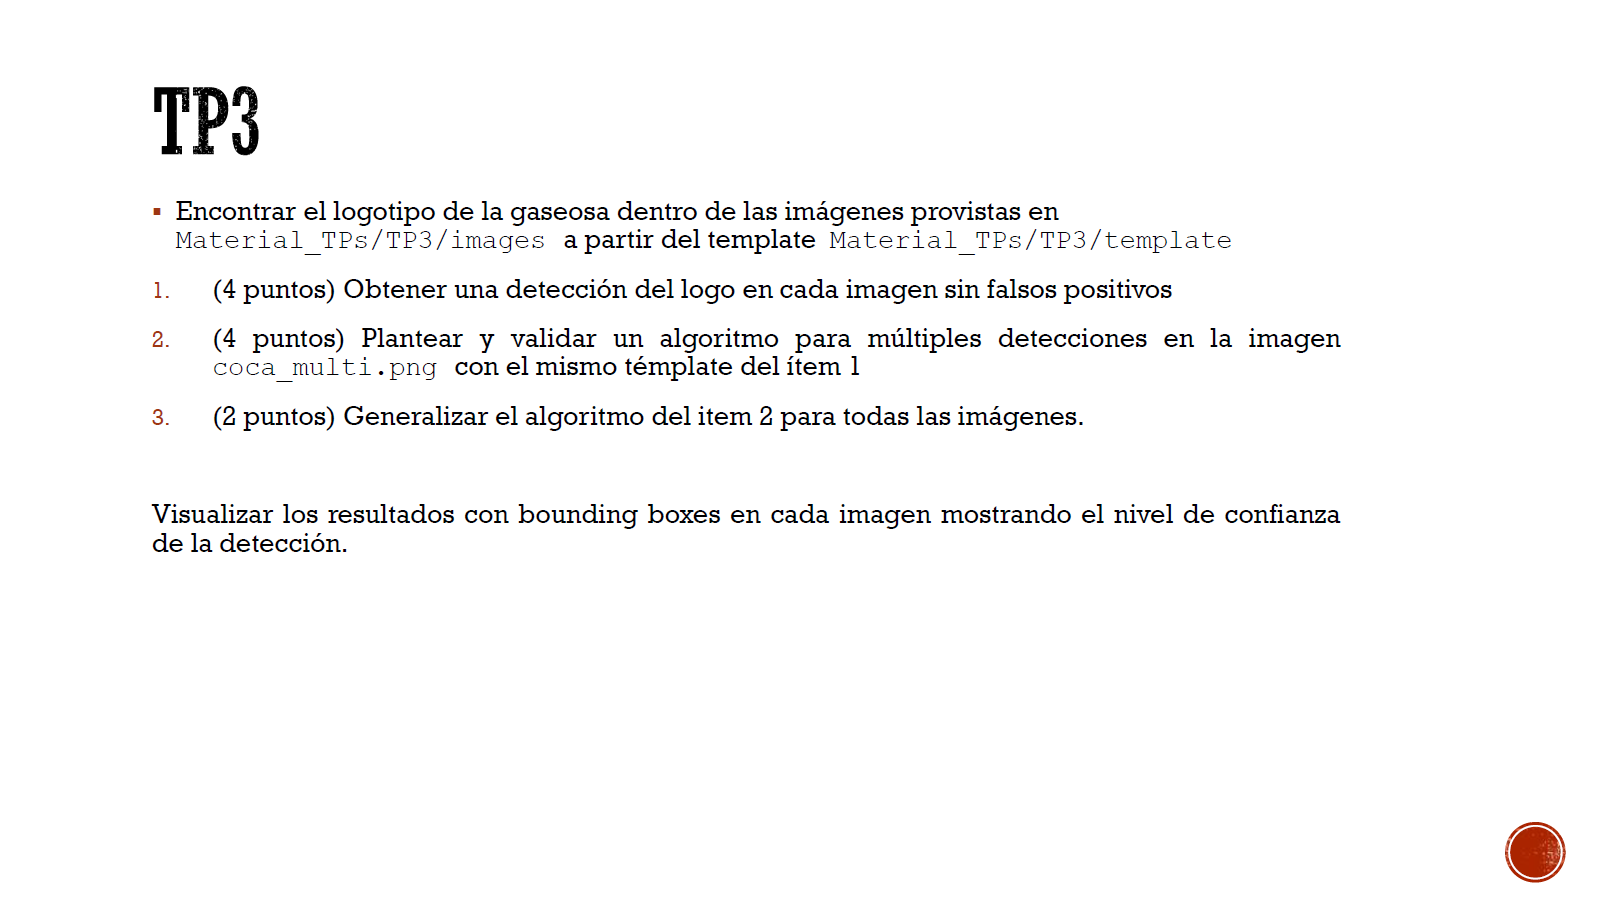 TP3
▪ Encontrar el logotipo de la gaseosa dentro de las imágenes provistas en
Material_TPs/TP3/images a partir del template Material_TPs/TP3/template
1. (4 puntos) Obtener una detección del logo en cada imagen sin falsos positivos
2. (4 puntos) Plantear y validar un algoritmo para múltiples detecciones en la imagen
coca_multi.png con el mismo témplate del ítem 1
3. (2 puntos) Generalizar el algoritmo del item 2 para todas las imágenes.
Visualizar los resultados con bounding boxes en cada imagen mostrando el nivel de confianza
de la detección.